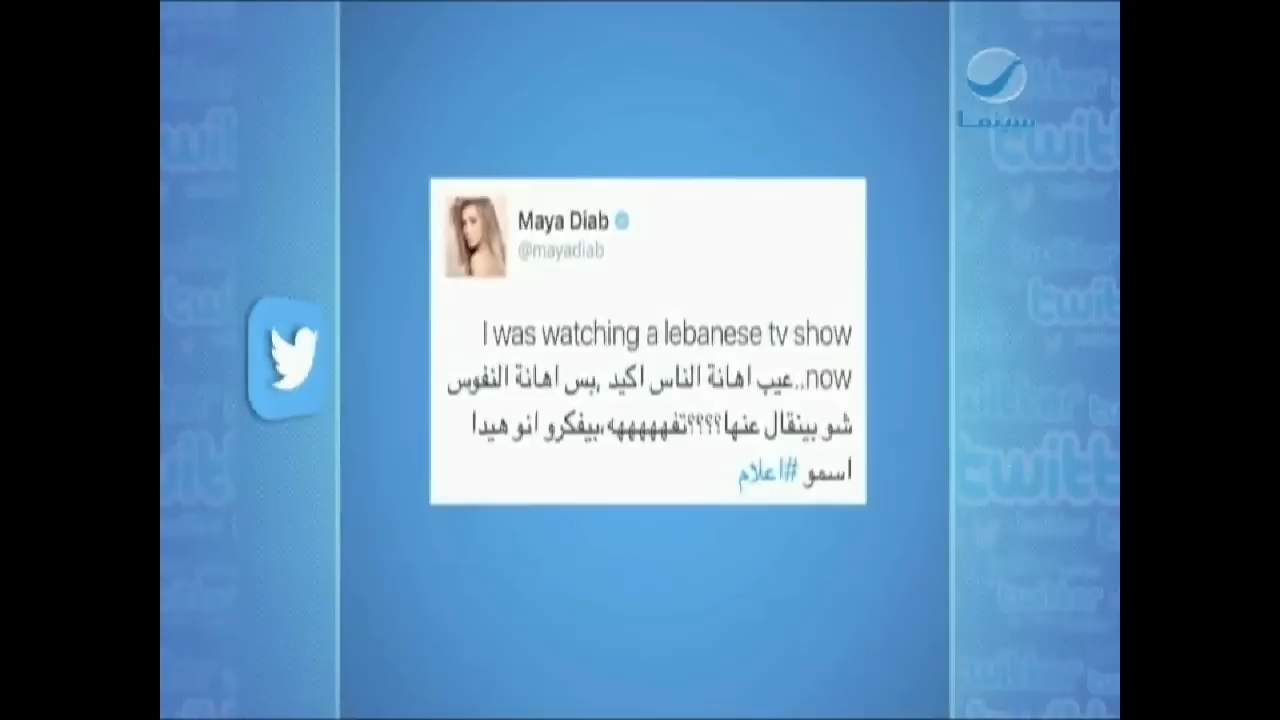 سينما
Maya Diab
@mayadiab
I was watching a lebanese tv show
now..عيب اهانة الناس اكيد ,بس اهانة النفوس
شو بينقال عنها؟؟؟؟تفههههههه،بيفكرو انو هيدا
اسمو #اعلام